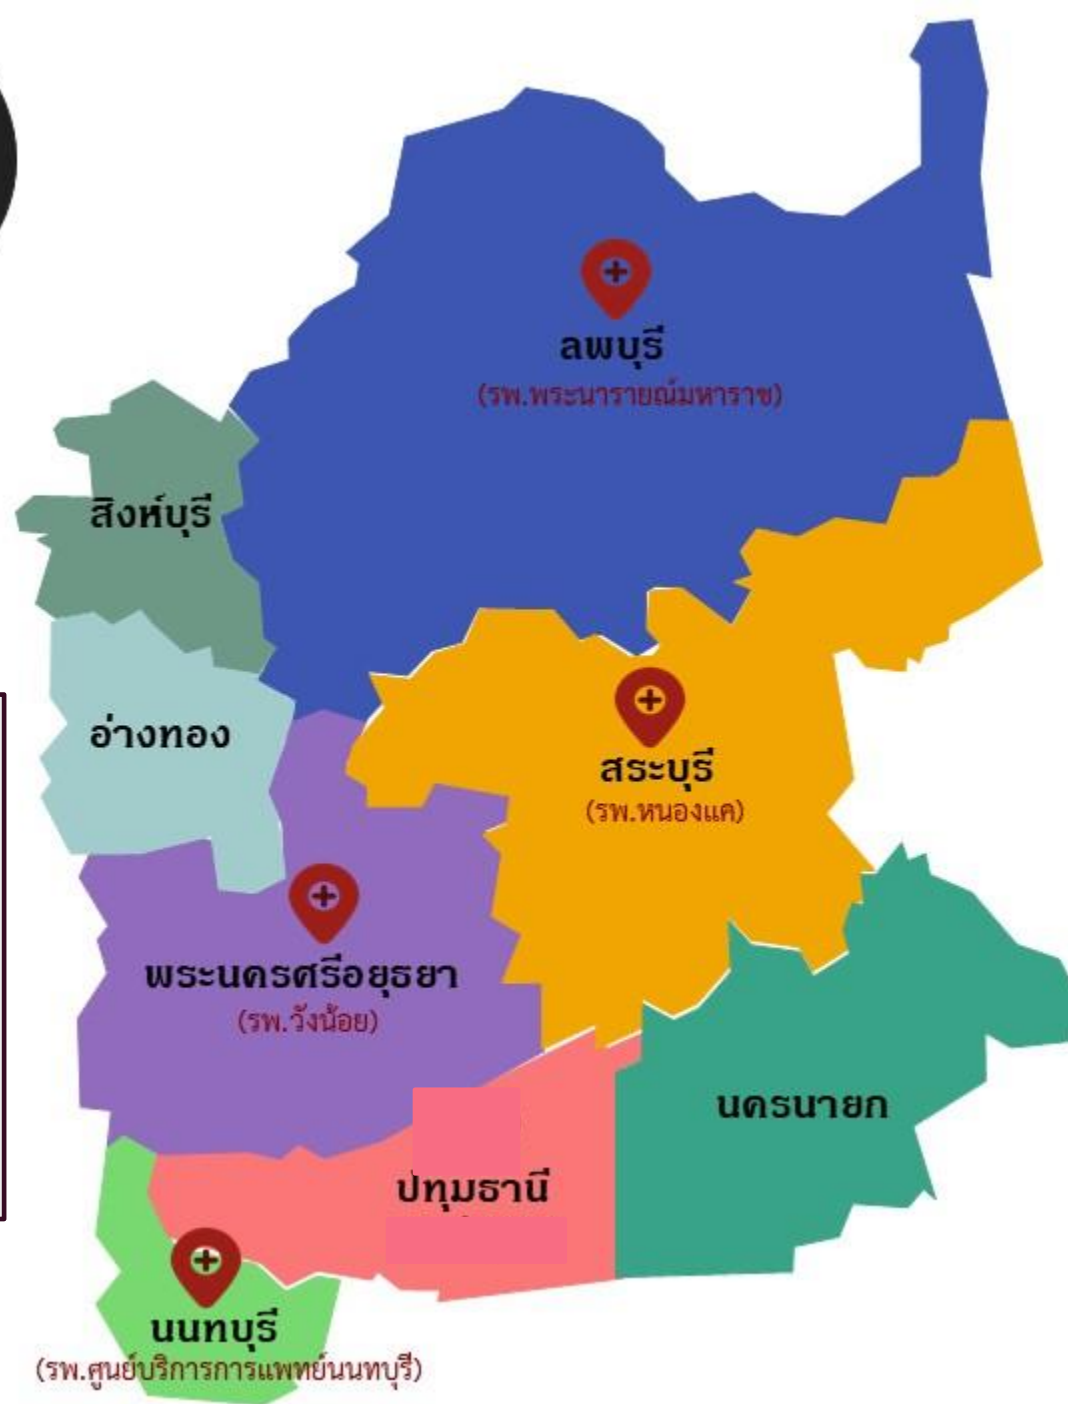 ลพบุรี
(รพ.พระนารายณ์มหาราช)
สิงห์บุรี
อ่างทอง
สระบุรี
(รพ.หนองแค)
พระนครศรีอยุธยา
(รพ.วังน้อย)
นครนายก
ปทุมธานี
นนทบุรี
(รพ.ศูนย์บริการการแพทย์นนทบุรี)